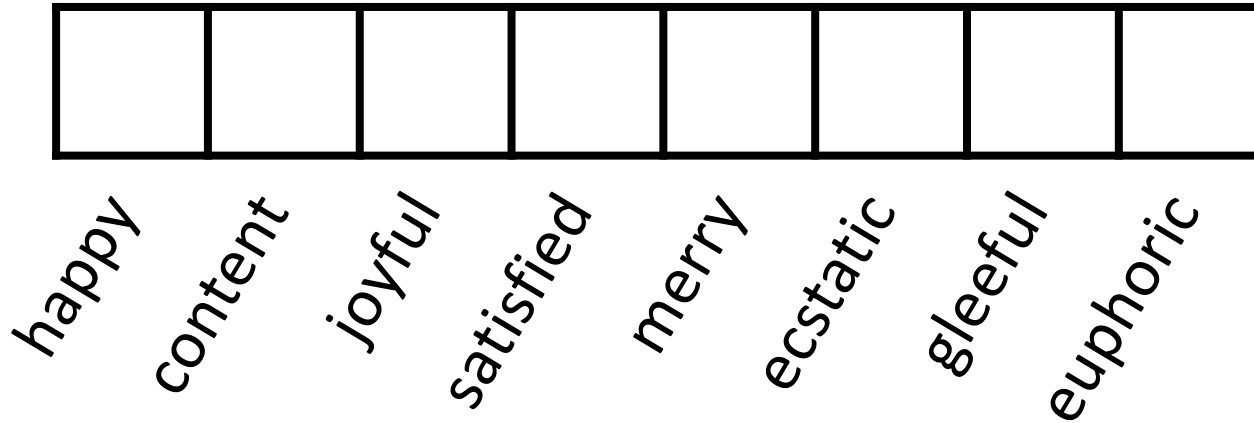 happy
content
joyful
satisfied
merry
ecstatic
gleeful
euphoric